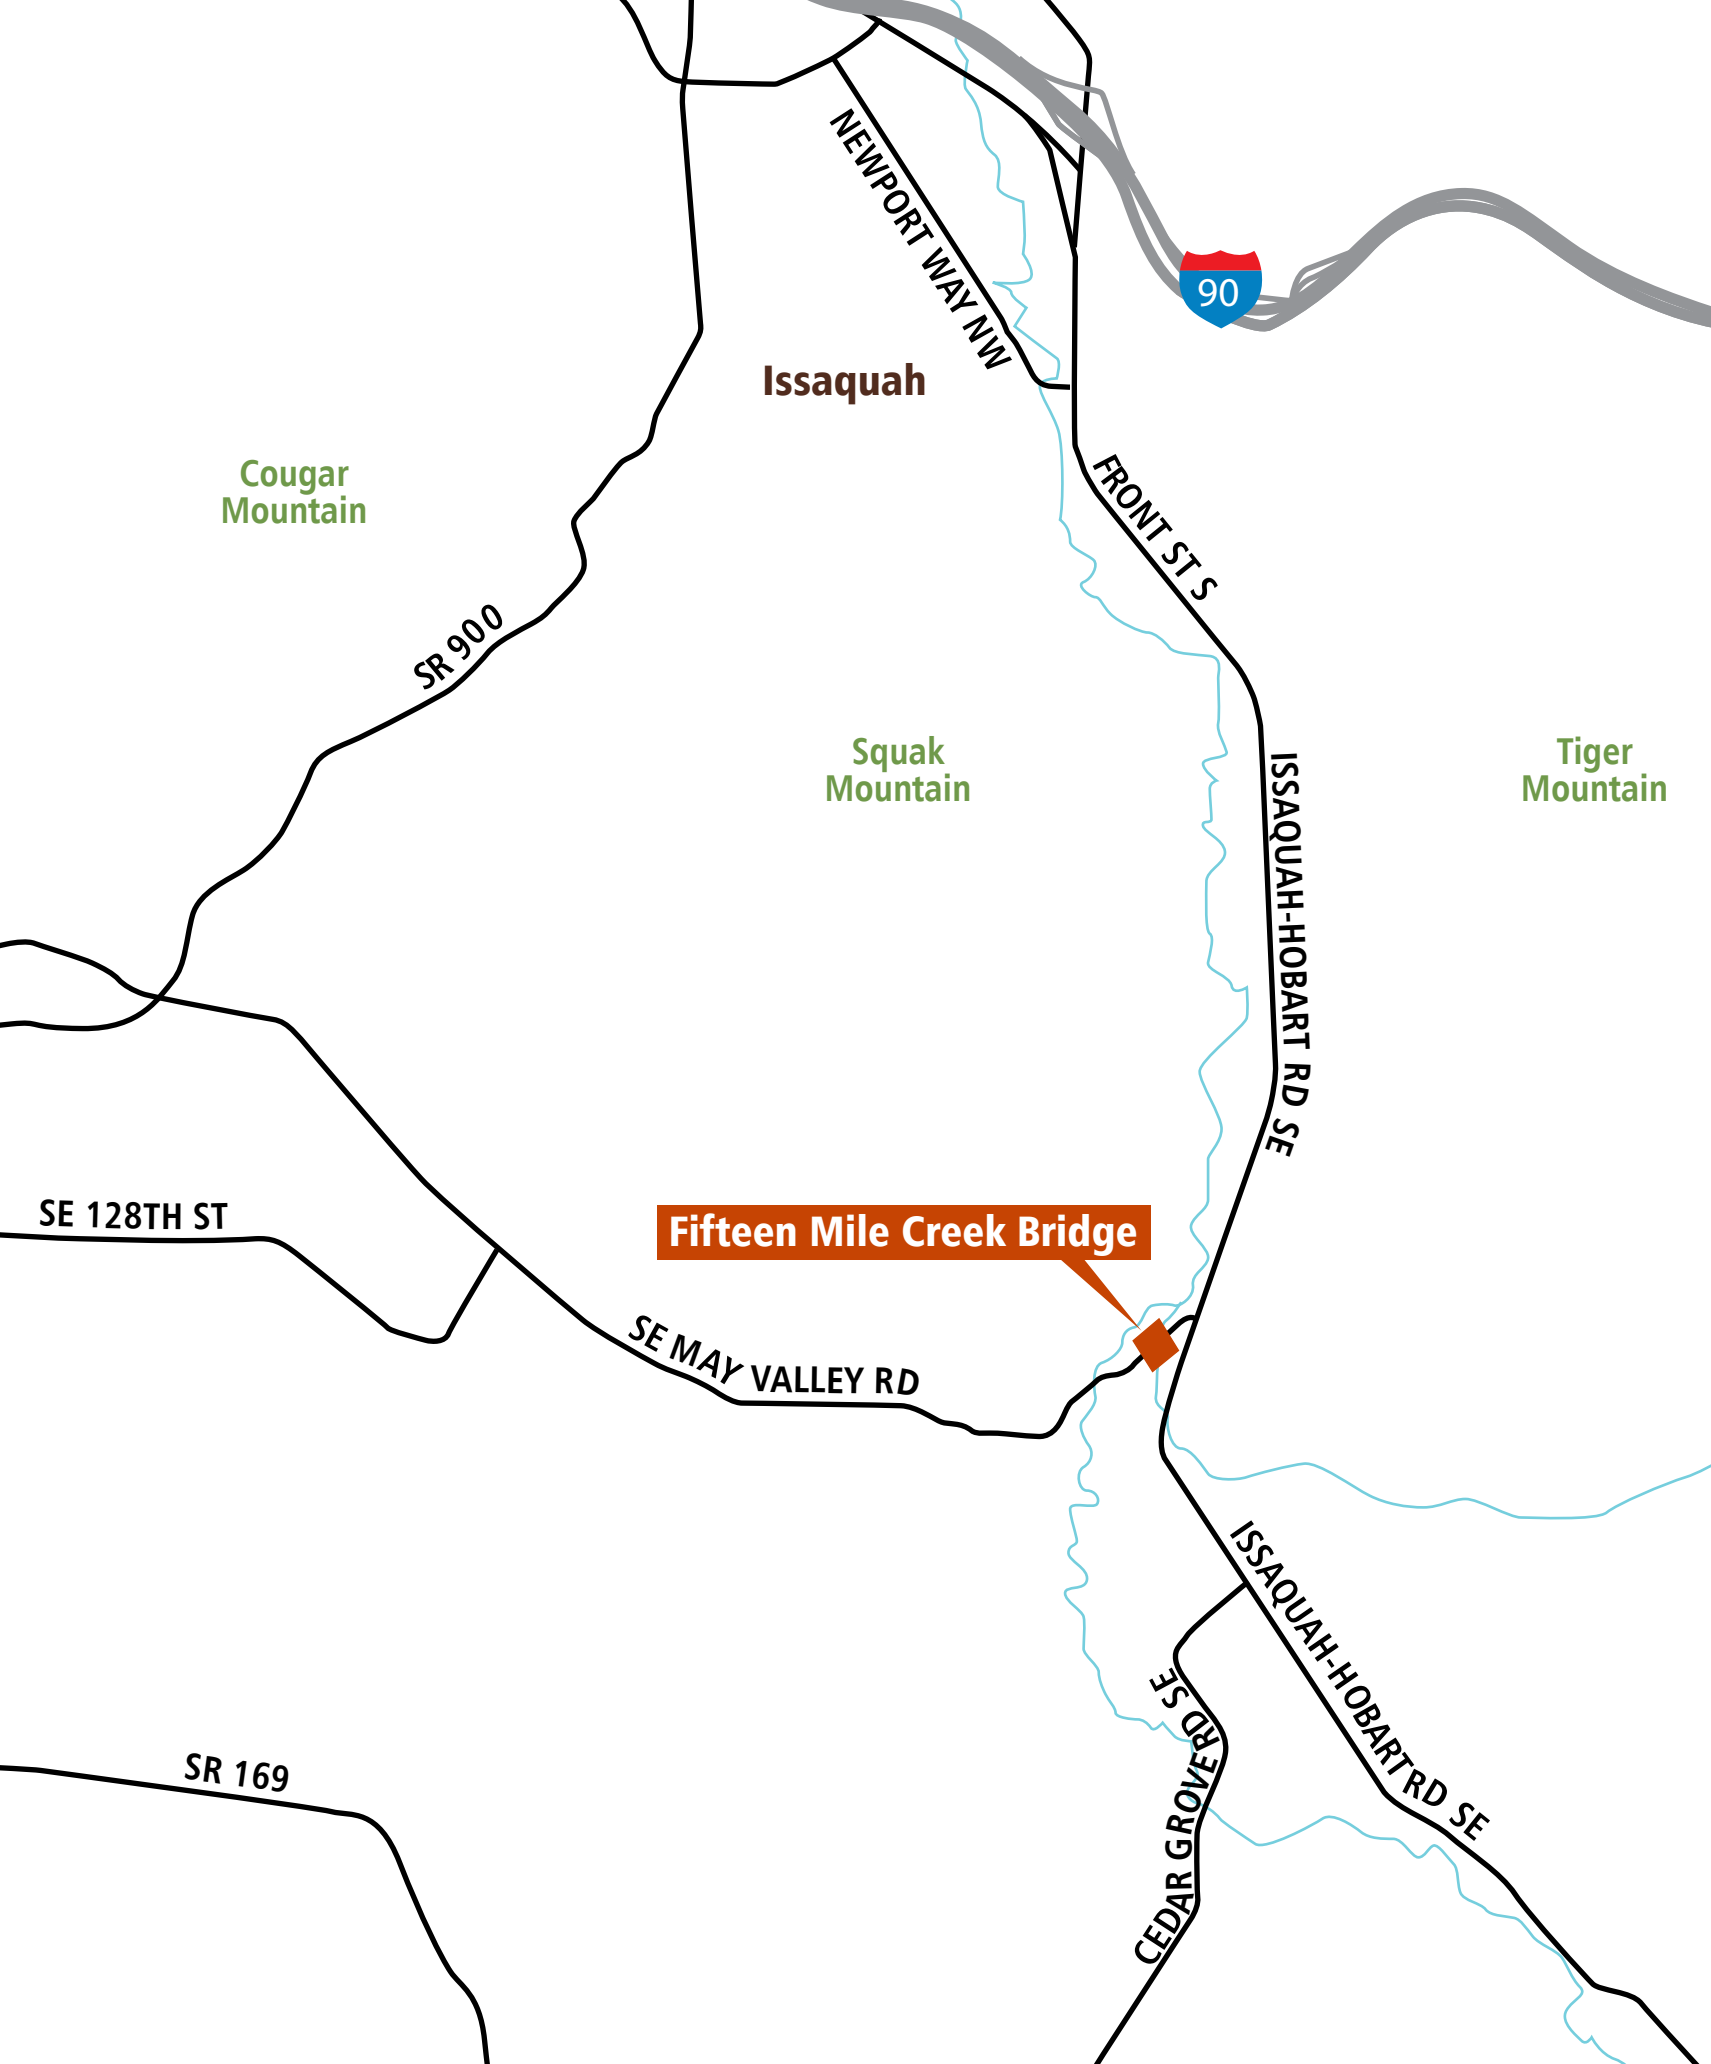 NEWPORT WAY NW
90
Issaquah
FRONT ST S
Cougar
Mountain
SR 900
Squak
Mountain
Tiger
Mountain
ISSAQUAH-HOBART RD SE
SE 128TH ST
Fifteen Mile Creek Bridge
SE MAY VALLEY RD
ISSAQUAH-HOBART RD SE
CEDAR GROVE RD SE
SR 169